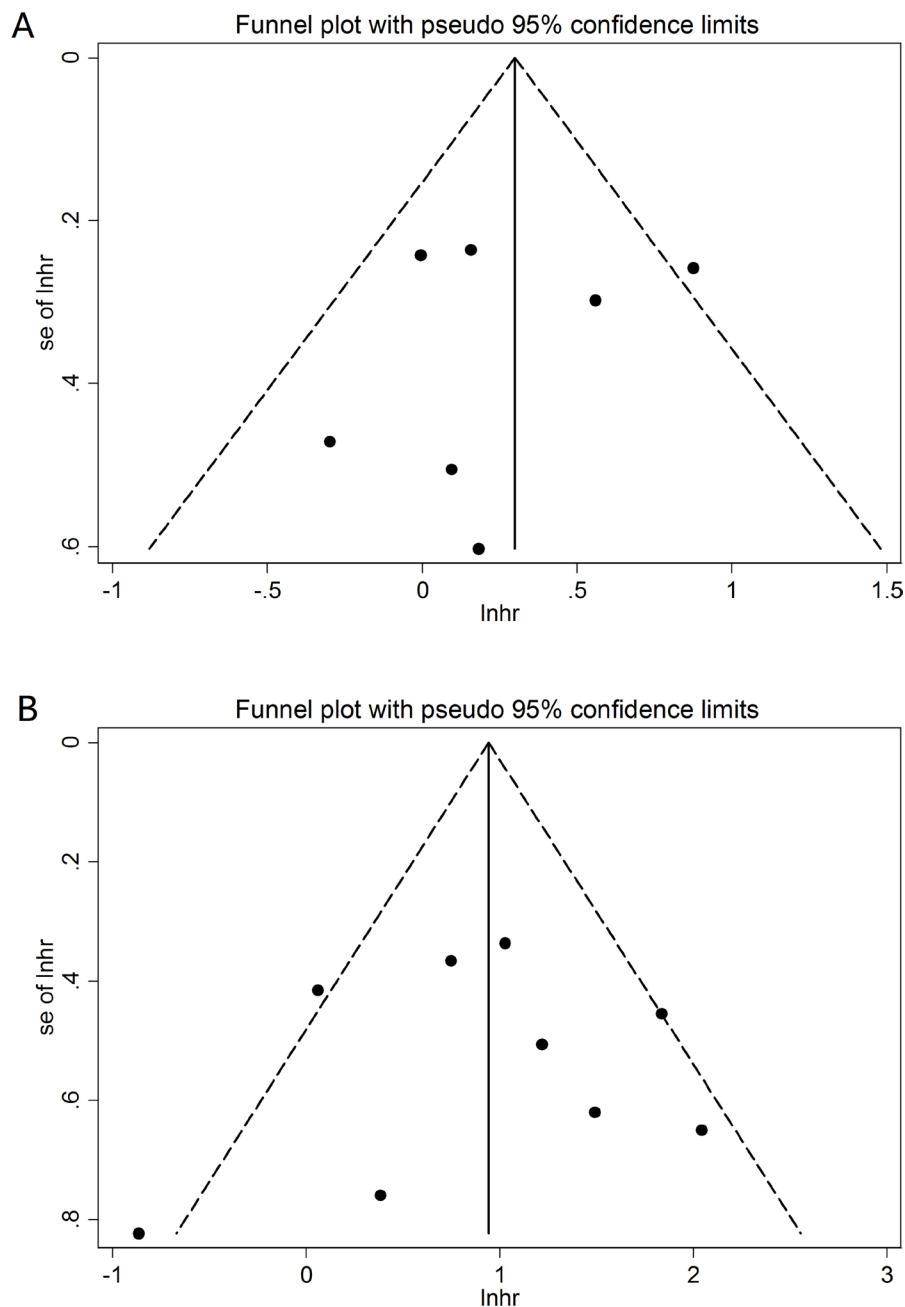 A
Funnel plot with pseudo 95% confidence limits
0
.2
.4
.6
se of lnhr
-1
-.5
0
.5
1
1.5
lnhr
B
Funnel plot with pseudo 95% confidence limits
0
.2
.4
.6
.8
se of lnhr
-1
0
1
2
3
lnhr